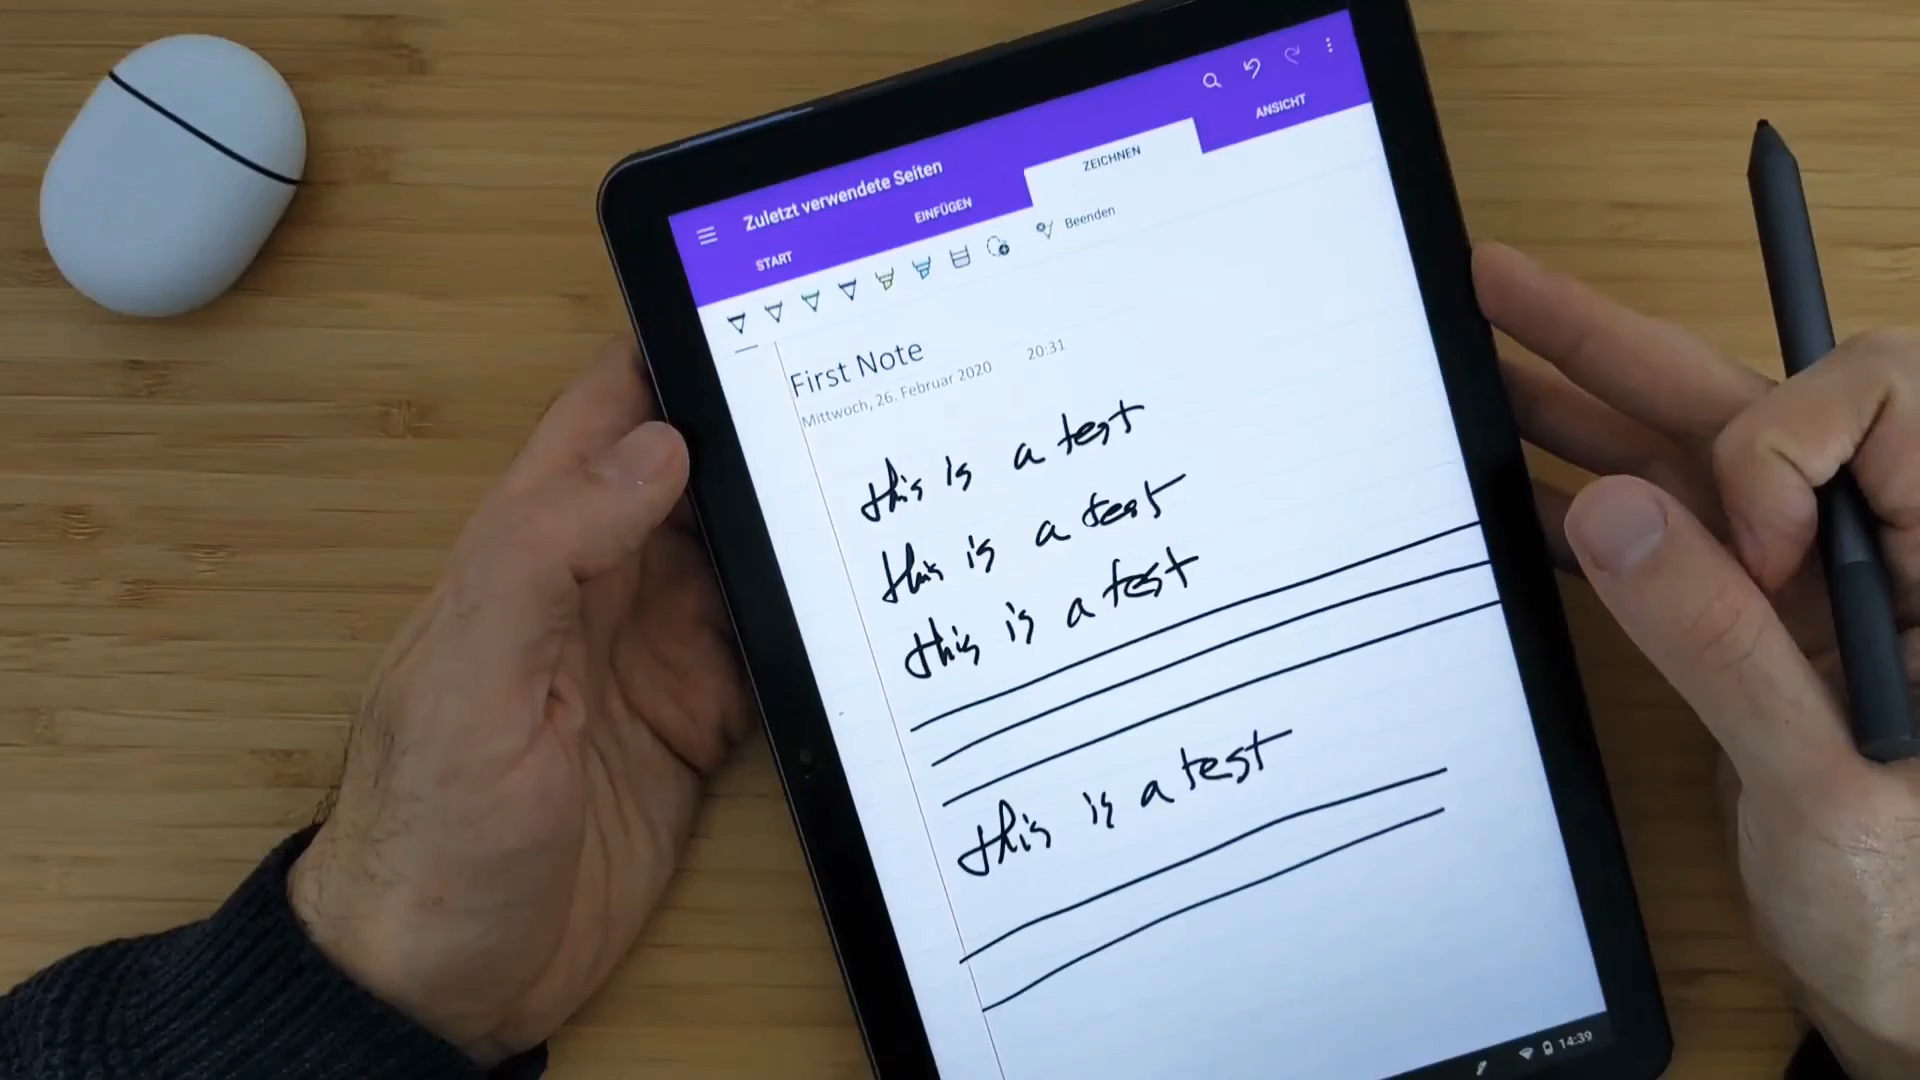 Zuletzt verwendete Seiten
START EINFÜGEN ZEICHNEN ANSICHT
Beenden
First Note
Mittwoch, 26. Februar 2020 20:31
this is a test
this is a test
this is a test
this is a test
14:39